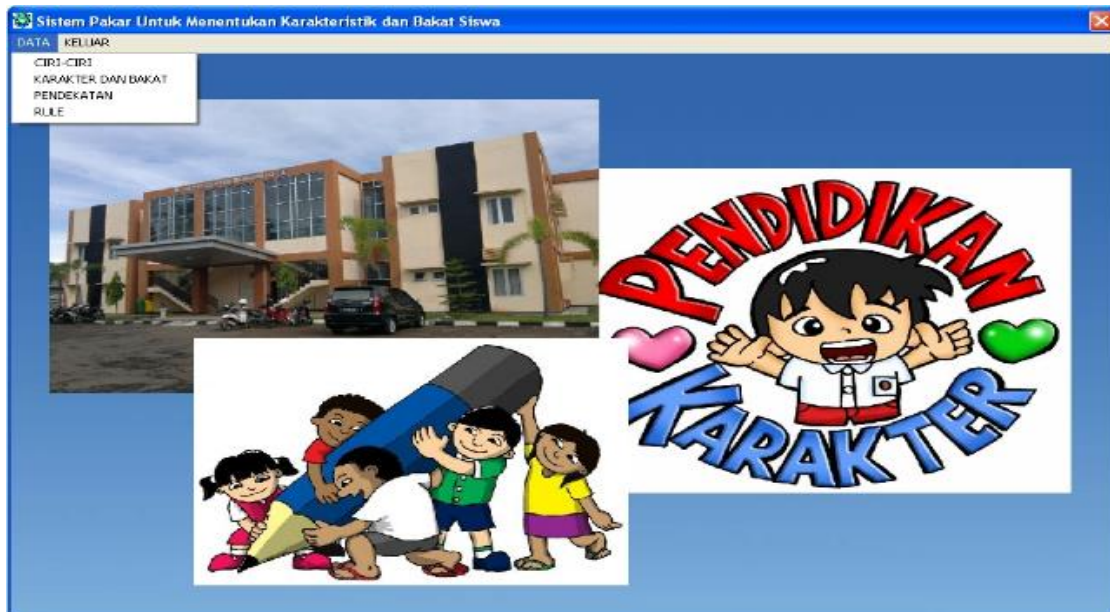 Sistem Pakar Untuk Menentukan Karakteristik dan Bakat Siswa
DATA KELUAR
CIRI-CIRI
KARAKTER DAN BAKAT
PENDEKATAN
RULE
PENDIDIKAN
KARAKTER